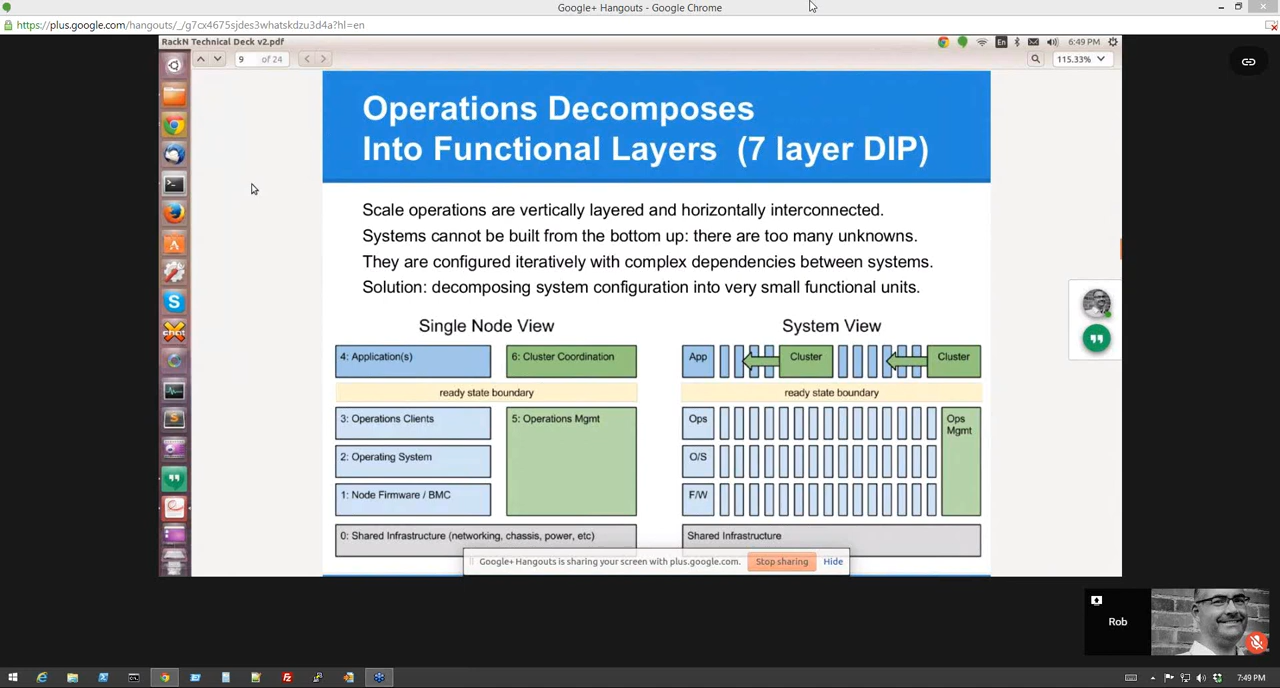 Google+ Hangouts - Google Chrome
https://plus.google.com/hangouts/_/g7cx4675sjdes3whatskdzu3d4a?hl=en
RackN Technical Deck v2.pdf
En
6:49 PM
9
of 24
115.33%
Operations Decomposes
Into Functional Layers (7 layer DIP)
Scale operations are vertically layered and horizontally interconnected.
Systems cannot be built from the bottom up: there are too many unknowns.
They are configured iteratively with complex dependencies between systems.
Solution: decomposing system configuration into very small functional units.
Single Node View
System View
4: Application(s)
6: Cluster Coordination
App
Cluster
Cluster
ready state boundary
ready state boundary
3: Operations Clients
5: Operations Mgmt
Ops
Ops
Mgmt
2: Operating System
O/S
1: Node Firmware / BMC
F/W
0: Shared Infrastructure (networking, chassis, power, etc)
Shared Infrastructure
Google+ Hangouts is sharing your screen with plus.google.com.
Stop sharing
Hide
Rob
7:49 PM